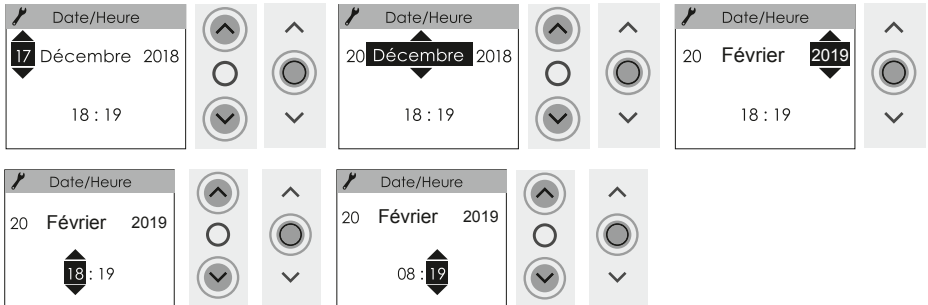 Date/Heure
17 Décembre 2018
18 : 19
Date/Heure
20 Décembre 2018
18 : 19
Date/Heure
20 Février 2019
18 : 19
Date/Heure
20 Février 2019
18 : 19
Date/Heure
20 Février 2019
08 : 19